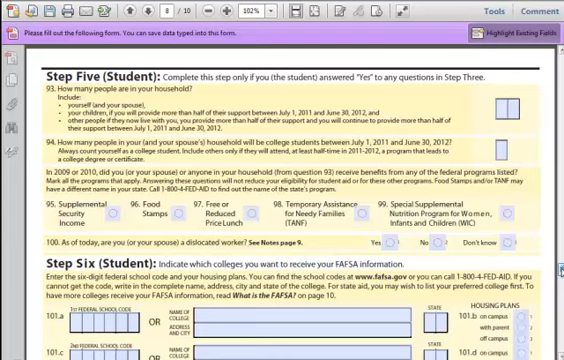 8 / 10
102%
Tools
Comment
Please fill out the following form. You can save data typed into this form.
Highlight Existing Fields
Step Five (Student): Complete this step only if you (the student) answered "Yes" to any questions in Step Three.
93. How many people are in your household?
Include:
• yourself (and your spouse),
• your children, if you will provide more than half of their support between July 1, 2011 and June 30, 2012, and
• other people if they now live with you, you provide more than half of their support and you will continue to provide more than half of
their support between July 1, 2011 and June 30, 2012.
94. How many people in your (and your spouse's) household will be college students between July 1, 2011 and June 30, 2012?
Always count yourself as a college student. Include others only if they will attend, at least half-time in 2011-2012, a program that leads to
a college degree or certificate.
In 2009 or 2010, did you (or your spouse) or anyone in your household (from question 93) receive benefits from any of the federal programs listed?
Mark all the programs that apply. Answering these questions will not reduce your eligibility for student aid or for these other programs. Food Stamps and/or TANF may
have a different name in your state. Call 1-800-4-FED-AID to find out the name of the state's program.
95. Supplemental Security Income
96. Food Stamps
97. Free or Reduced Price Lunch
98. Temporary Assistance for Needy Families (TANF)
99. Special Supplemental Nutrition Program for Women, Infants and Children (WIC)
100. As of today, are you (or your spouse) a dislocated worker? See Notes page 9.
Yes
No
Don't know
Step Six (Student): Indicate which colleges you want to receive your FAFSA information.
Enter the six-digit federal school code and your housing plans. You can find the school codes at www.fafsa.gov or you can call 1-800-4-FED-AID. If you
cannot get the code, write in the complete name, address, city and state of the college. For state aid, you may wish to list your preferred college first. To
have more colleges receive your FAFSA information, read What is the FAFSA? on page 10.
HOUSING PLANS
1ST FEDERAL SCHOOL CODE
STATE
101.a
OR
NAME OF COLLEGE
ADDRESS AND CITY
101.b on campus
with parent
off campus
2ND FEDERAL SCHOOL CODE
STATE
101.c
OR
NAME OF COLLEGE
101.d on campus